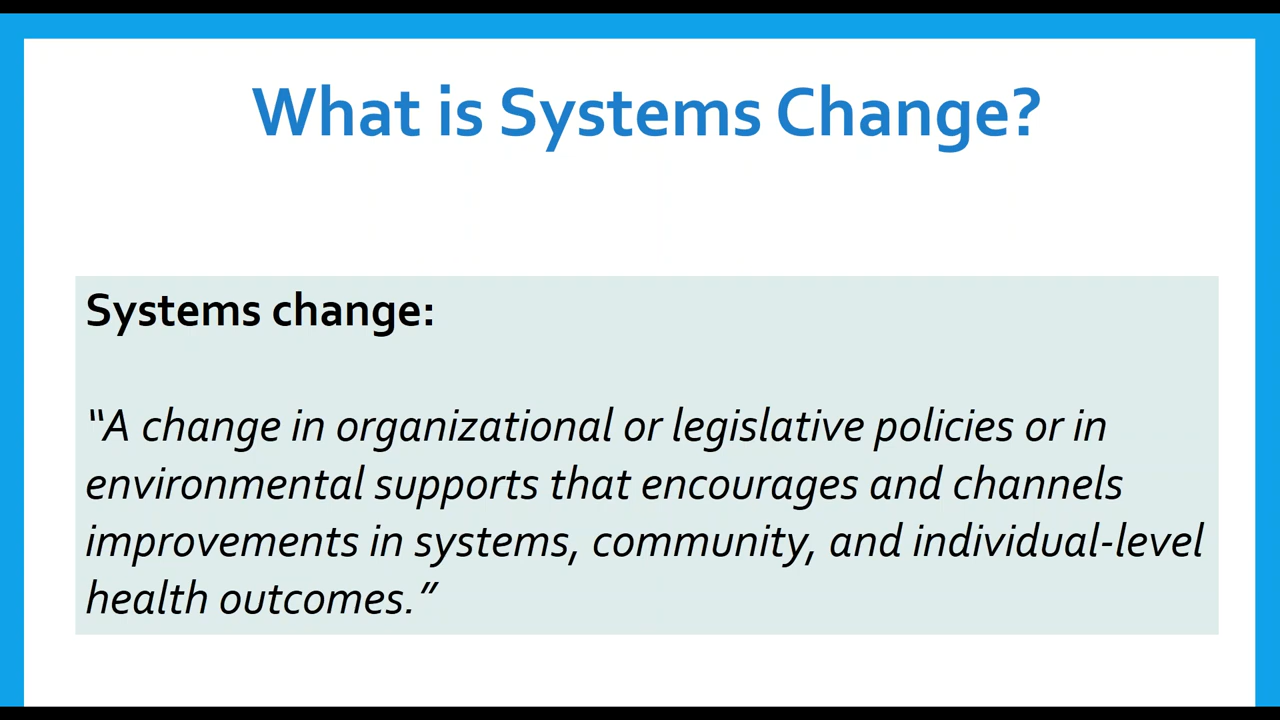 What is Systems Change?
Systems change:
“A change in organizational or legislative policies or in
environmental supports that encourages and channels
improvements in systems, community, and individual-level
health outcomes.”